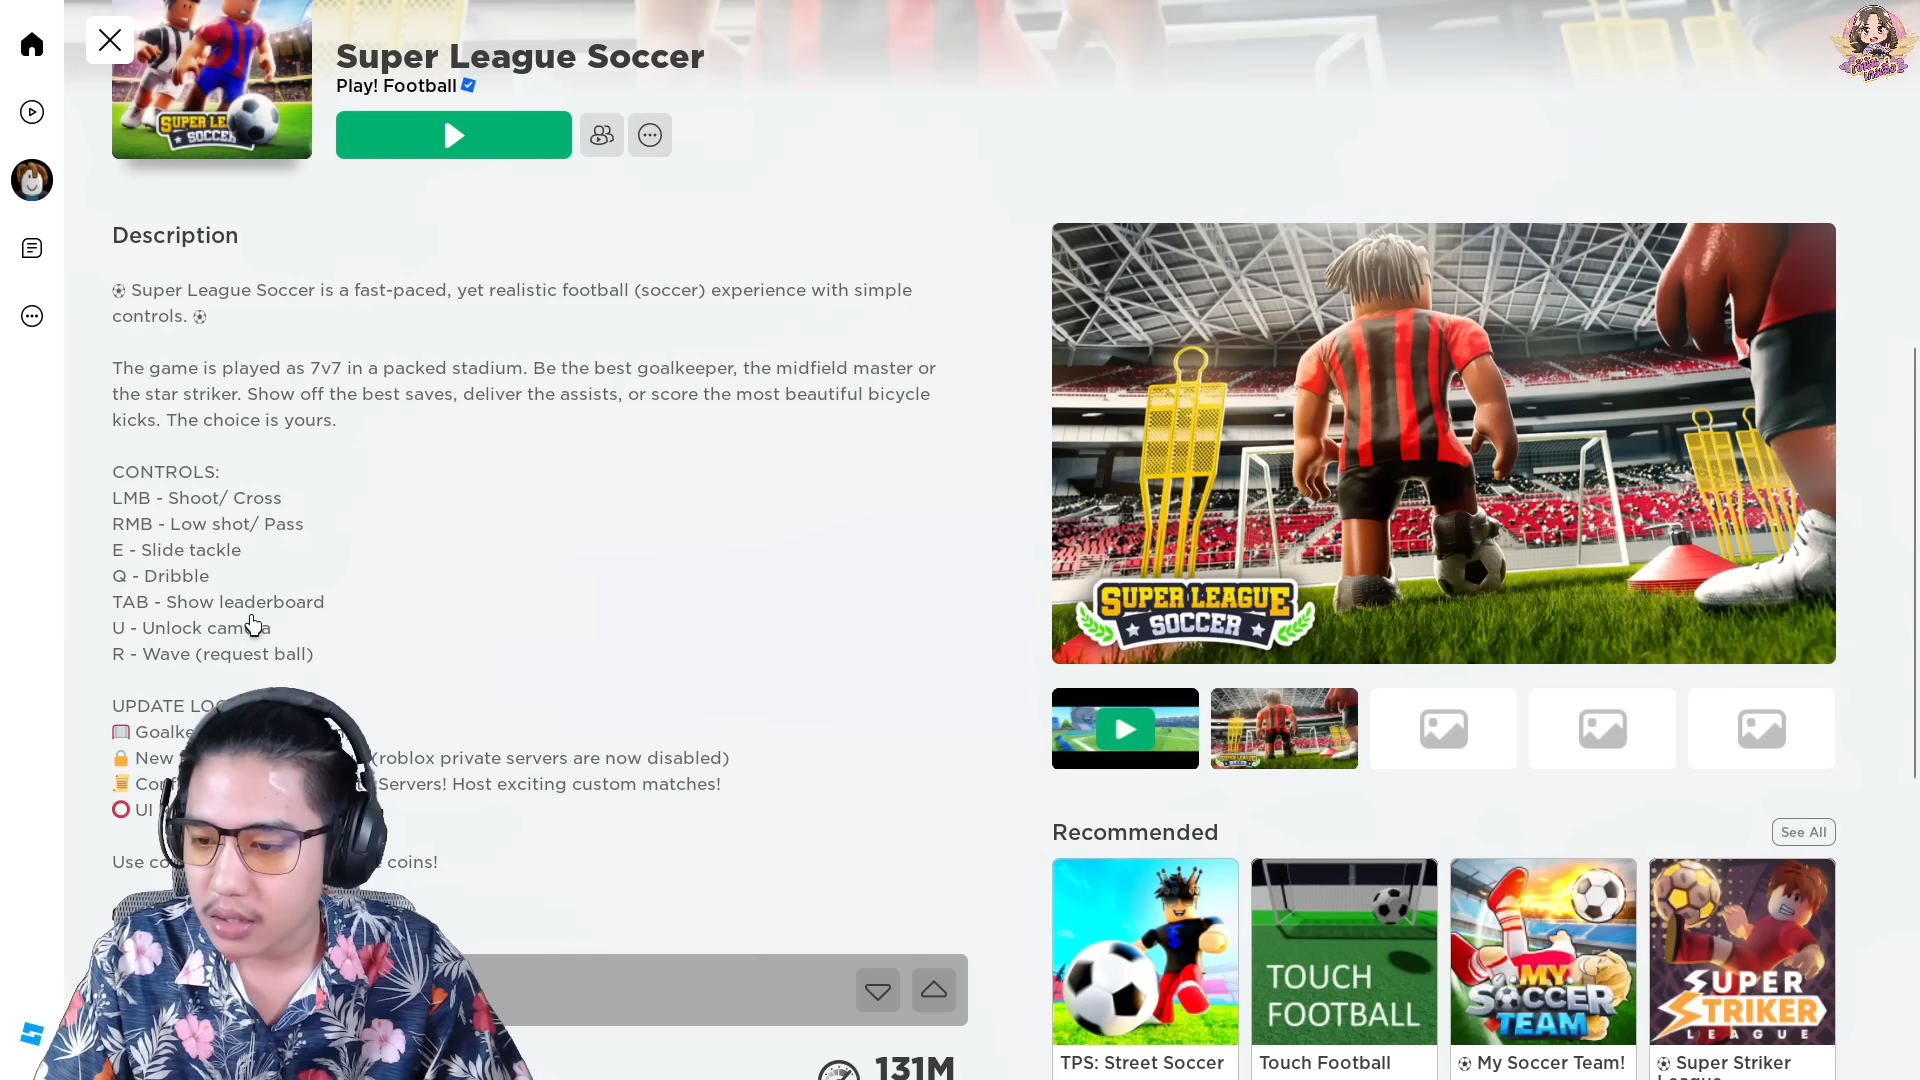 Super League Soccer
Play! Football
SUPER
SOCCER
Description
Super League Soccer is a fast-paced, yet realistic football (soccer) experience with simple
controls.
The game is played as 7v7 in a packed stadium. Be the best goalkeeper, the midfield master or
the star striker. Show off the best saves, deliver the assists, or score the most beautiful bicycle
kicks. The choice is yours.
CONTROLS:
LMB - Shoot/ Cross
RMB - Low shot/ Pass
E - Slide tackle
Q - Dribble
TAB - Show leaderboard
U - Unlock camera
R - Wave (request ball)
UPDATE
New (roblox private servers are now disabled)
Servers! Host exciting custom matches!
UI
Use coins!
131M
SUPER LEAGUE
SOCCER
Recommended
See All
TOUCH
FOOTBALL
MY
SOCCER
TEAM
SUPER
STRIKER
LEAGUE
TPS: Street Soccer
Touch Football
My Soccer Team!
Super Striker
League